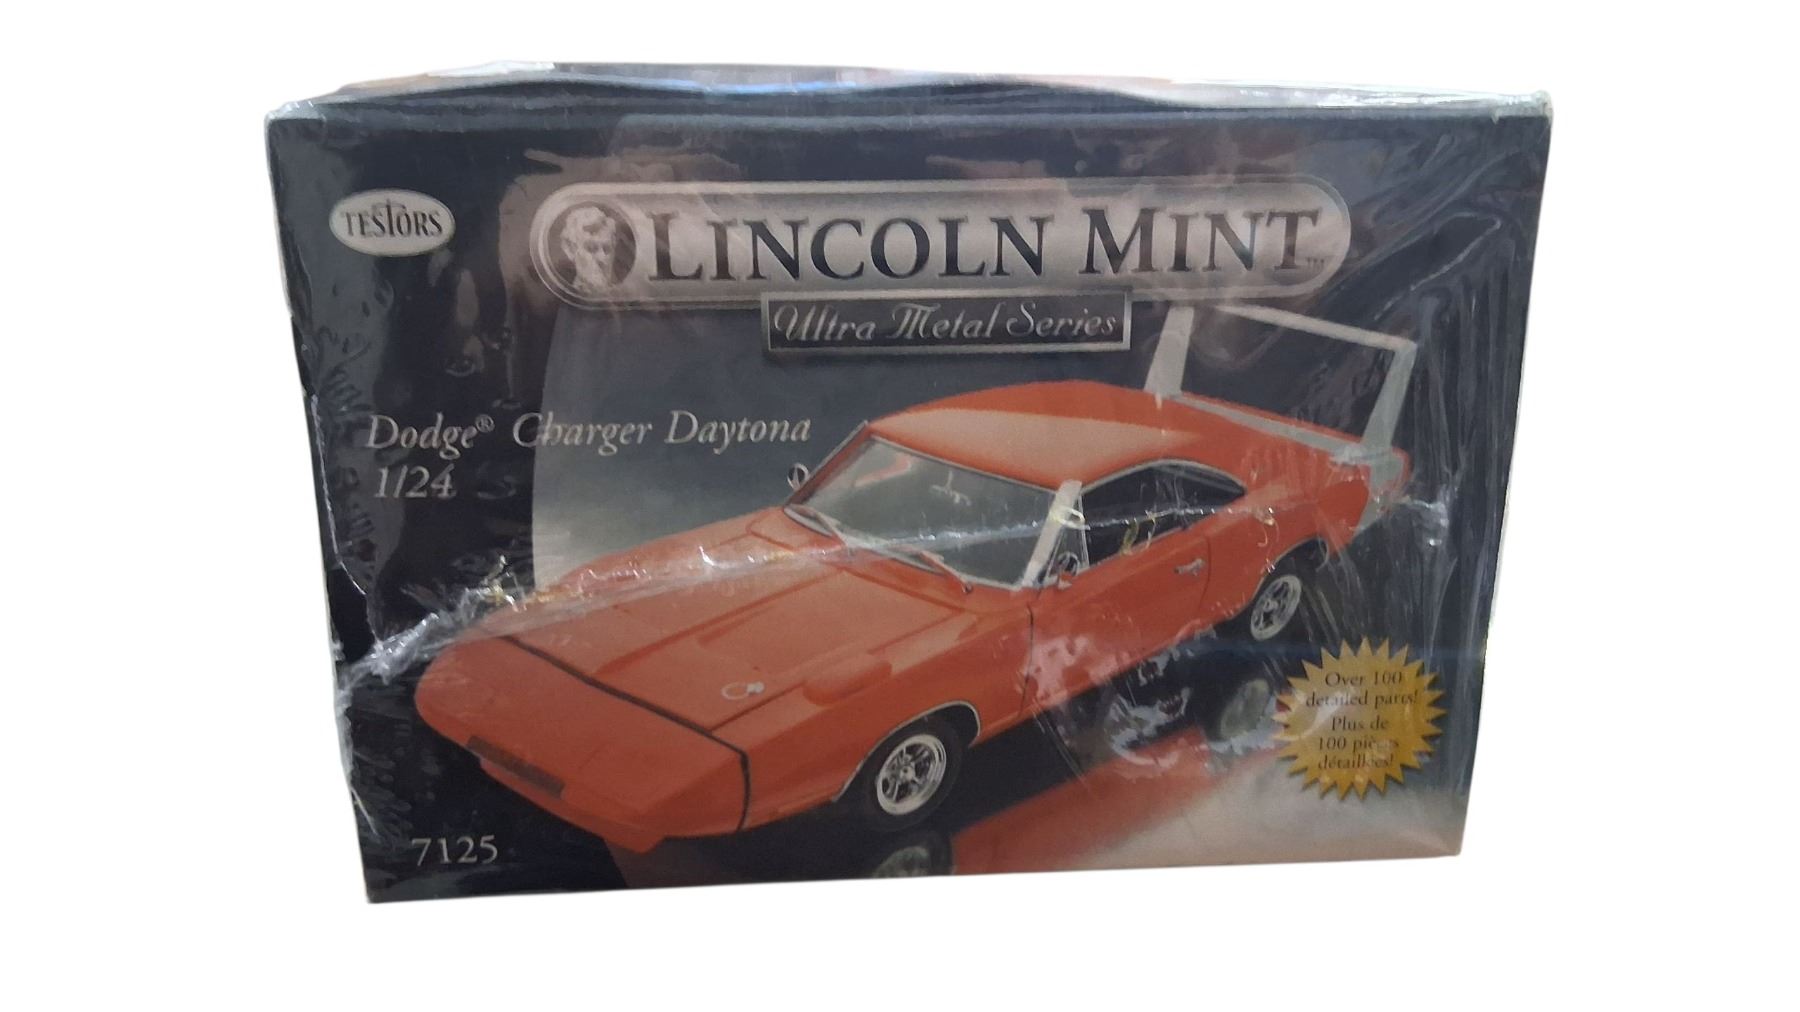 TESTORS
LINCOLN MINT™
Ultra Metal Series
Dodge® Charger Daytona
1/24
Over 100
detailed parts!
Plus de
100 pièces
détaillées!
7125